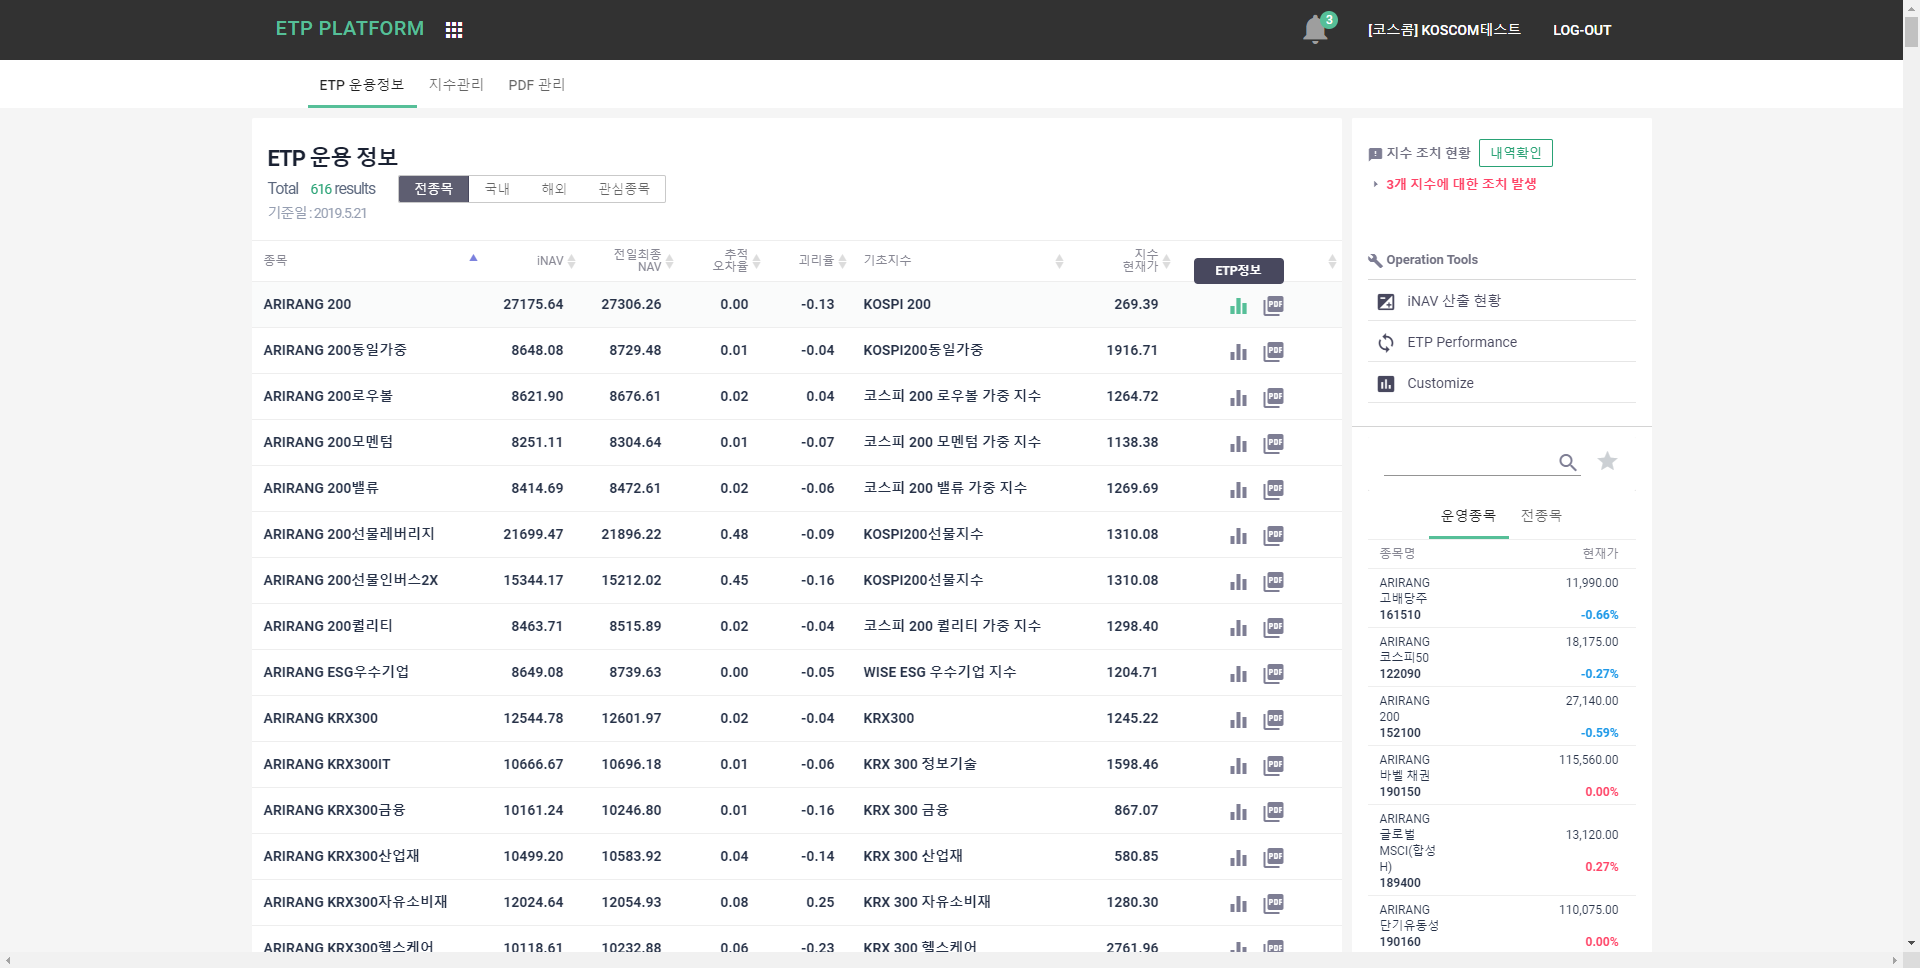 ETP PLATFORM
3
[코스콤] KOSCOM테스트
LOG-OUT
ETP 운용정보 지수관리 PDF 관리
ETP 운용 정보
Total 616 results
전종목 국내 해외 관심종목
기준일 : 2019.5.21
종목 iNAV 전일최종 NAV 추적 오차율 괴리율 기초지수 지수 현재가
ETP정보
ARIRANG 200 27175.64 27306.26 0.00 -0.13 KOSPI 200 269.39 PDF
ARIRANG 200동일가중 8648.08 8729.48 0.01 -0.04 KOSPI200동일가중 1916.71 PDF
ARIRANG 200로우볼 8621.90 8676.61 0.02 0.04 코스피 200 로우볼 가중 지수 1264.72 PDF
ARIRANG 200모멘텀 8251.11 8304.64 0.01 -0.07 코스피 200 모멘텀 가중 지수 1138.38 PDF
ARIRANG 200밸류 8414.69 8472.61 0.02 -0.06 코스피 200 밸류 가중 지수 1269.69 PDF
ARIRANG 200선물레버리지 21699.47 21896.22 0.48 -0.09 KOSPI200선물지수 1310.08 PDF
ARIRANG 200선물인버스2X 15344.17 15212.02 0.45 -0.16 KOSPI200선물지수 1310.08 PDF
ARIRANG 200퀄리티 8463.71 8515.89 0.02 -0.04 코스피 200 퀄리티 가중 지수 1298.40 PDF
ARIRANG ESG우수기업 8649.08 8739.63 0.00 -0.05 WISE ESG 우수기업 지수 1204.71 PDF
ARIRANG KRX300 12544.78 12601.97 0.02 -0.04 KRX300 1245.22 PDF
ARIRANG KRX300IT 10666.67 10696.18 0.01 -0.06 KRX 300 정보기술 1598.46 PDF
ARIRANG KRX300금융 10161.24 10246.80 0.01 -0.16 KRX 300 금융 867.07 PDF
ARIRANG KRX300산업재 10499.20 10583.92 0.04 -0.14 KRX 300 산업재 580.85 PDF
ARIRANG KRX300자유소비재 12024.64 12054.93 0.08 0.25 KRX 300 자유소비재 1280.30 PDF
ARIRANG KRX300헬스케어 10118.61 10232.88 0.06 -0.23 KRX 300 헬스케어 2761.96 PDF
지수 조치 현황 내역확인
3개 지수에 대한 조치 발생
Operation Tools
iNAV 산출 현황
ETP Performance
Customize
운영종목 전종목
종목명 현재가
ARIRANG 11,990.00
고배당주
161510 -0.66%
ARIRANG 18,175.00
코스피50
122090 -0.27%
ARIRANG 27,140.00
200
152100 -0.59%
ARIRANG 115,560.00
바벨 채권
190150 0.00%
ARIRANG
글로벌 13,120.00
MSCI(합성
H) 0.27%
189400
ARIRANG 110,075.00
단기유동성
190160 0.00%